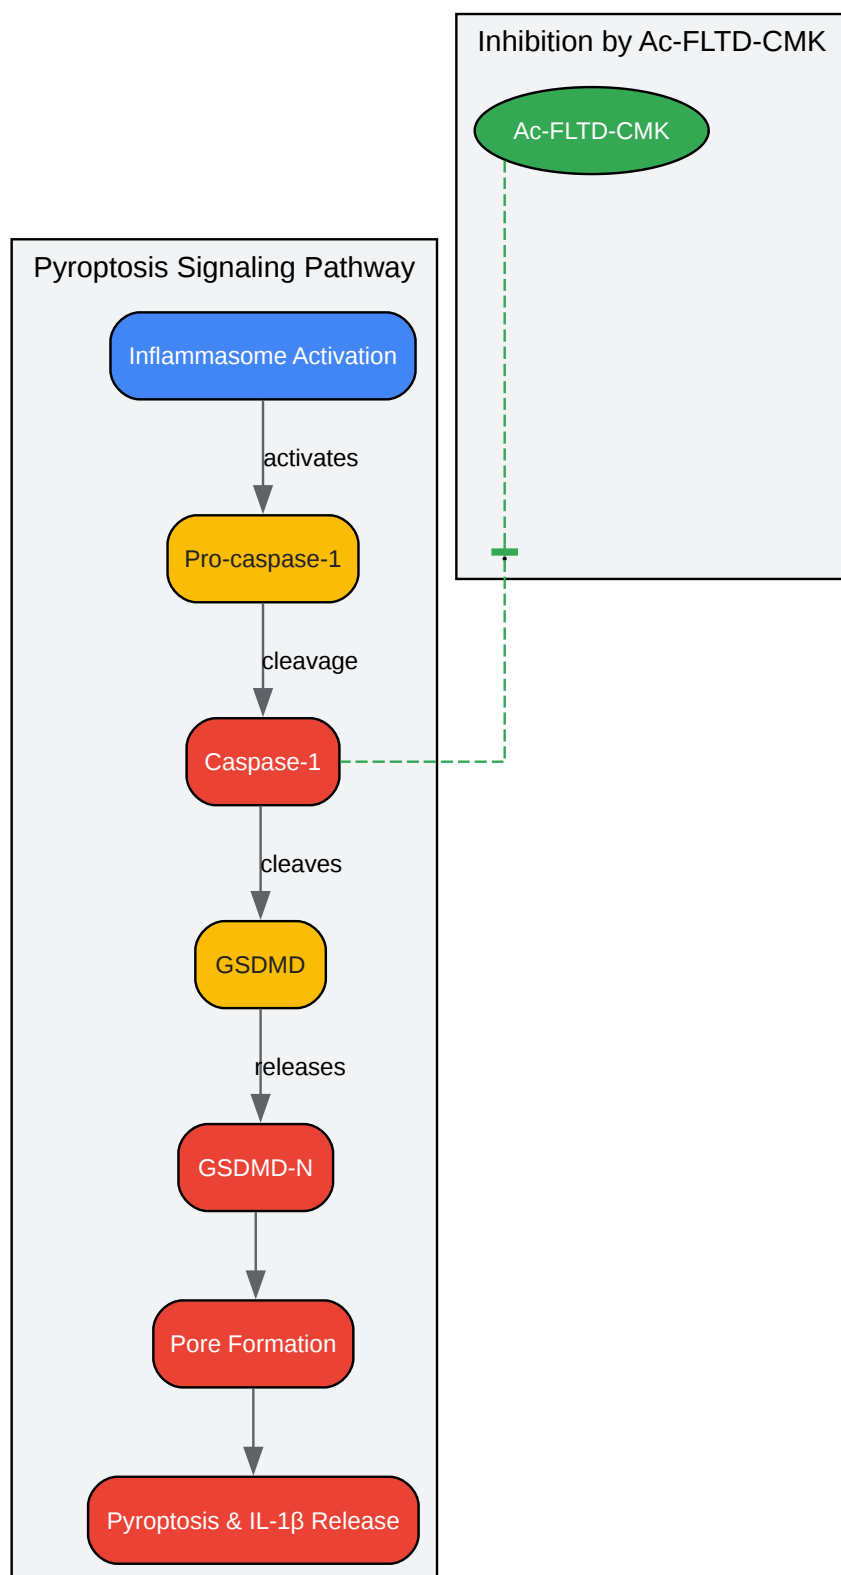 Inhibition by Ac-FLTD-CMK
Ac-FLTD-CMK
Pyroptosis Signaling Pathway
Inflammasome Activation
activates
Pro-caspase-1
cleavage
Caspase-1
cleaves
GSDMD
releases
GSDMD-N
Pore Formation
Pyroptosis & IL-1β Release